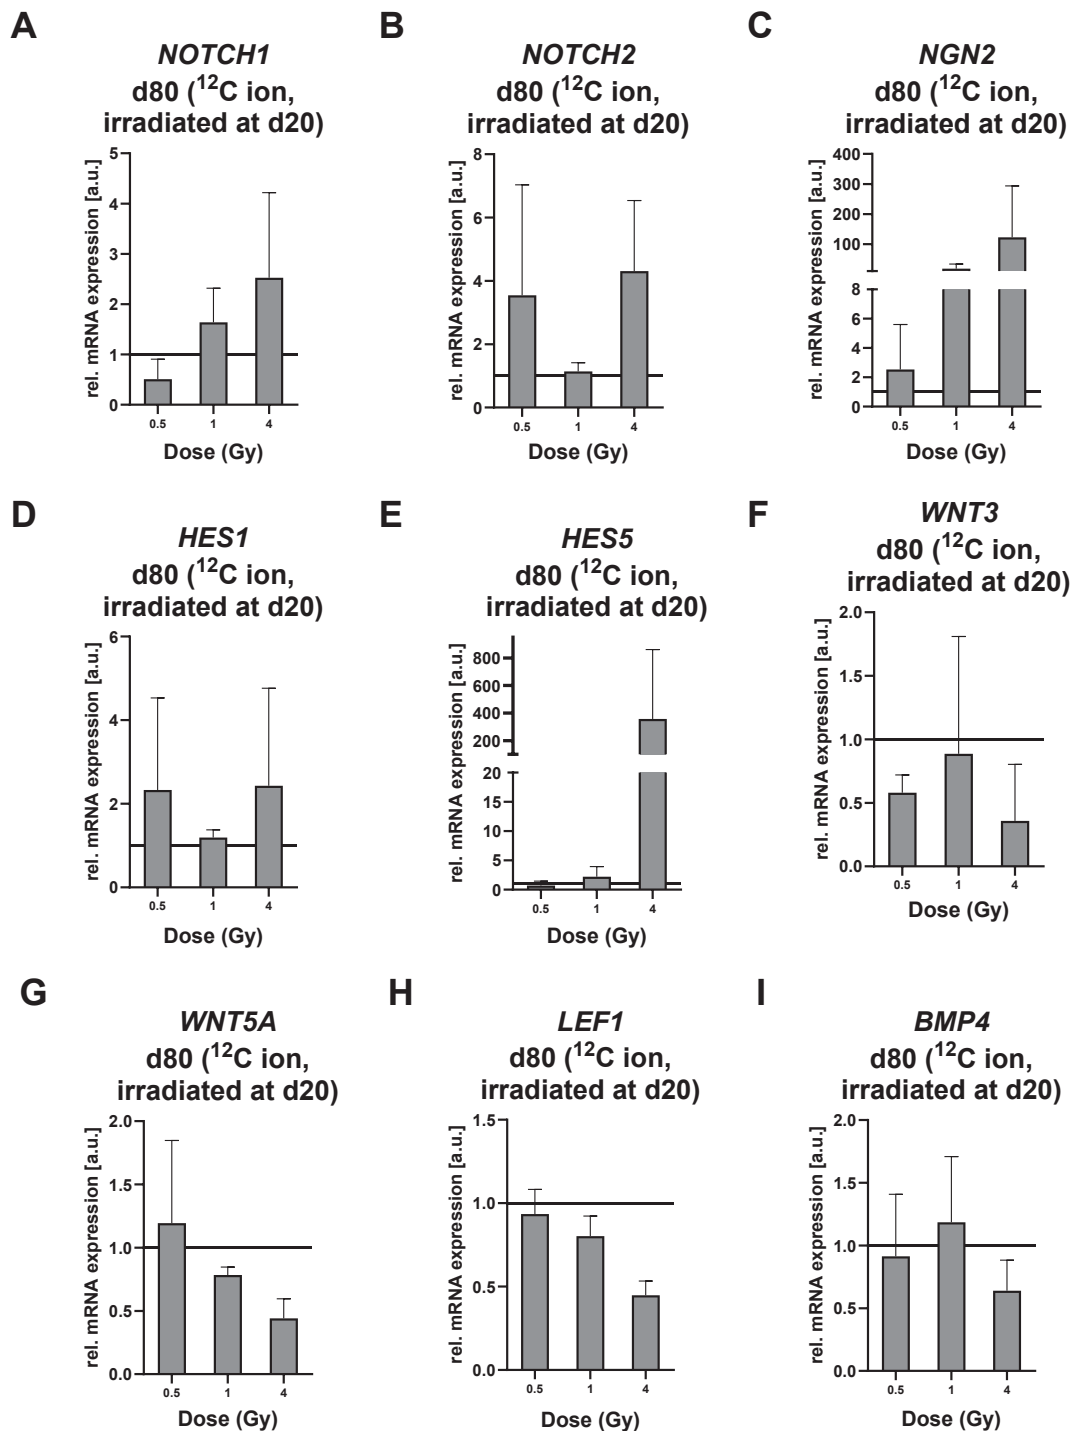 A
NOTCH1
d80 (¹²C ion,
irradiated at d20)
rel. mRNA expression [a.u.]
5
4
3
2
1
0
0.5 1 4
Dose (Gy)
B
NOTCH2
d80 (¹²C ion,
irradiated at d20)
rel. mRNA expression [a.u.]
8
6
4
2
0
0.5 1 4
Dose (Gy)
C
NGN2
d80 (¹²C ion,
irradiated at d20)
rel. mRNA expression [a.u.]
400
300
200
100
8
6
4
2
0
0.5 1 4
Dose (Gy)
D
HES1
d80 (¹²C ion,
irradiated at d20)
rel. mRNA expression [a.u.]
6
4
2
0
0.5 1 4
Dose (Gy)
E
HES5
d80 (¹²C ion,
irradiated at d20)
rel. mRNA expression [a.u.]
800
600
400
200
20
15
10
5
0
0.5 1 4
Dose (Gy)
F
WNT3
d80 (¹²C ion,
irradiated at d20)
rel. mRNA expression [a.u.]
2.0
1.5
1.0
0.5
0.0
0.5 1 4
Dose (Gy)
G
WNT5A
d80 (¹²C ion,
irradiated at d20)
rel. mRNA expression [a.u.]
2.0
1.5
1.0
0.5
0.0
0.5 1 4
Dose (Gy)
H
LEF1
d80 (¹²C ion,
irradiated at d20)
rel. mRNA expression [a.u.]
1.5
1.0
0.5
0.0
0.5 1 4
Dose (Gy)
I
BMP4
d80 (¹²C ion,
irradiated at d20)
rel. mRNA expression [a.u.]
2.0
1.5
1.0
0.5
0.0
0.5 1 4
Dose (Gy)